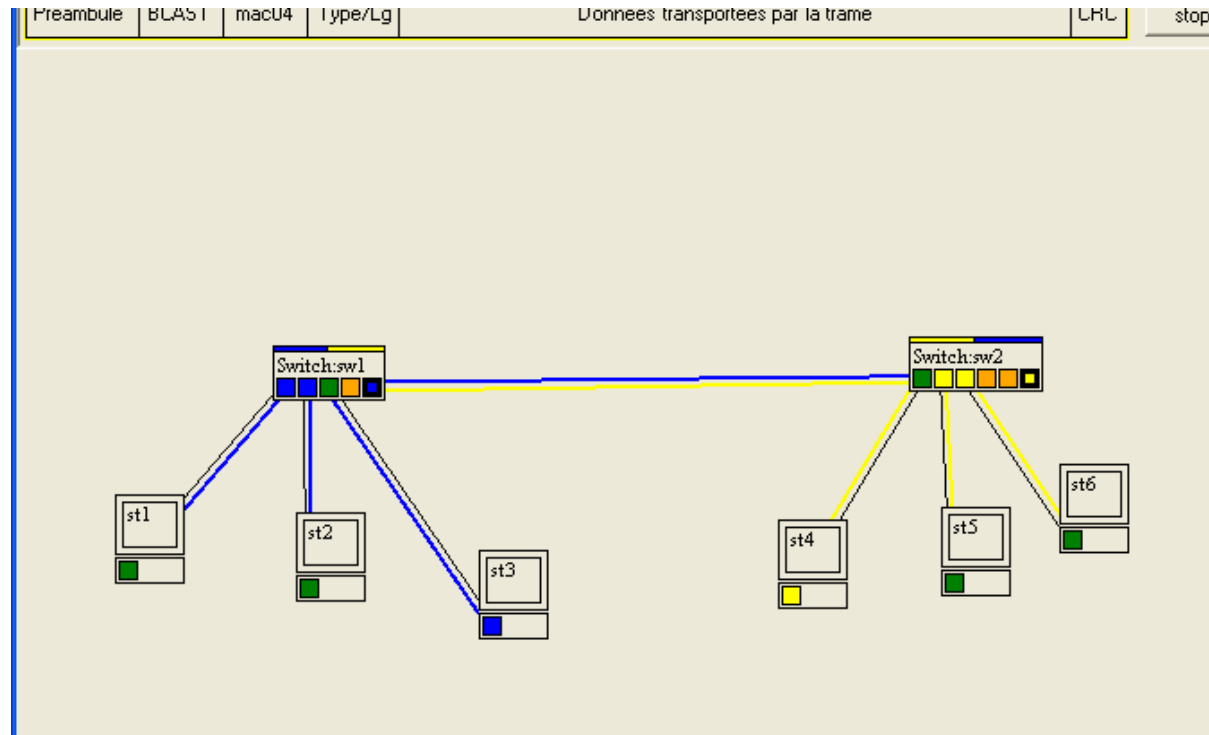 Preambule BCAST mac04 Type/Lg Donnees transportees par la trame CRC stop
Switch:sw1
Switch:sw2
st1
st2
st3
st4
st5
st6